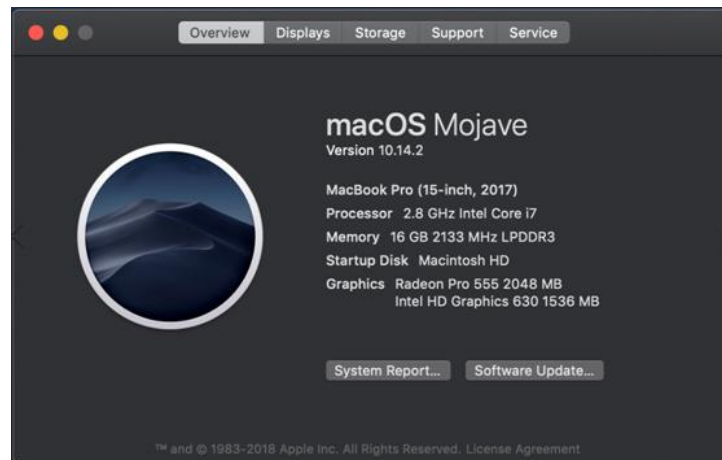 Overview Displays Storage Support Service
macOS Mojave
Version 10.14.2
MacBook Pro (15-inch, 2017)
Processor 2.8 GHz Intel Core i7
Memory 16 GB 2133 MHz LPDDR3
Startup Disk Macintosh HD
Graphics Radeon Pro 555 2048 MB
Intel HD Graphics 630 1536 MB
System Report... Software Update...
™ and © 1983-2018 Apple Inc. All Rights Reserved. License Agreement